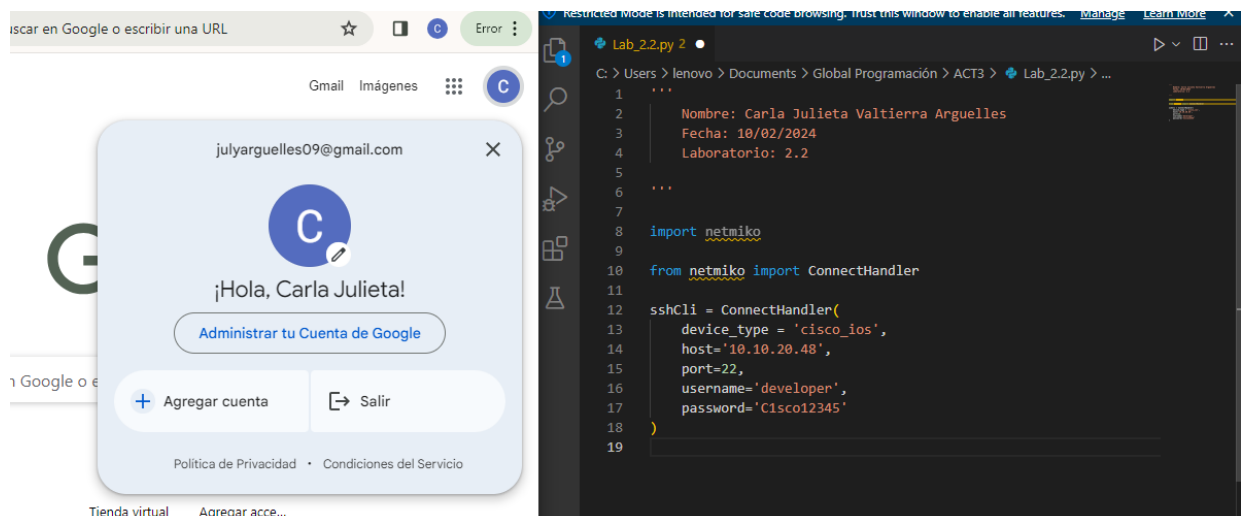 uscar en Google o escribir una URL
C
Error
Gmail Imágenes
C
julyarguelles09@gmail.com
C
¡Hola, Carla Julieta!
Administrar tu Cuenta de Google
Agregar cuenta
Salir
Política de Privacidad • Condiciones del Servicio
G
n Google o e
Tienda virtual Agregar acce...
Restricted Mode is intended for safe code browsing. Trust this window to enable all features. Manage Learn More
1
Lab_2.2.py 2
C: > Users > lenovo > Documents > Global Programación > ACT3 > Lab_2.2.py > ...
1 '''
2 Nombre: Carla Julieta Valtierra Arguelles
3 Fecha: 10/02/2024
4 Laboratorio: 2.2
5
6 '''
7
8 import netmiko
9
10 from netmiko import ConnectHandler
11
12 sshCli = ConnectHandler(
13 device_type = 'cisco_ios',
14 host='10.10.20.48',
15 port=22,
16 username='developer',
17 password='C1sco12345'
18 )
19